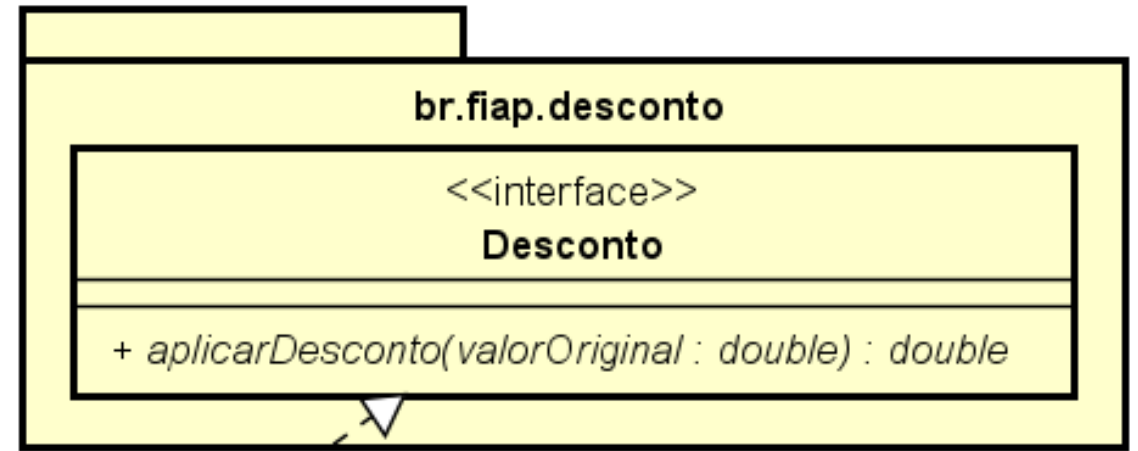 br.fiap.desconto
<<interface>>
Desconto
+ aplicarDesconto(valorOriginal : double) : double